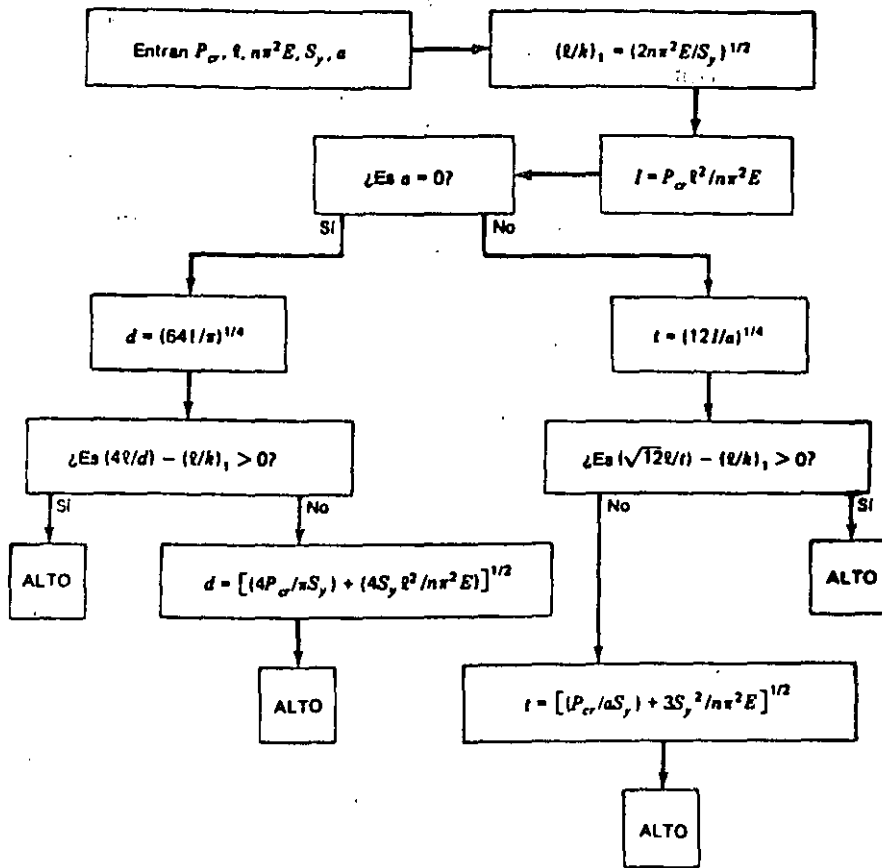 Entran P_cr, ℓ, nπ²E, S_y, a
(ℓ/k)₁ = (2nπ²E/S_y)^1/2
I = P_cr ℓ²/nπ²E
¿Es a = 0?
Sí
No
d = (64I/π)^1/4
t = (12I/a)^1/4
¿Es (4ℓ/d) − (ℓ/k)₁ > 0?
¿Es (√12ℓ/t) − (ℓ/k)₁ > 0?
Sí
No
No
Sí
ALTO
d = [(4P_cr/πS_y) + (4S_y ℓ²/nπ²E)]^1/2
ALTO
ALTO
t = [(P_cr/aS_y) + 3S_y²/nπ²E]^1/2
ALTO